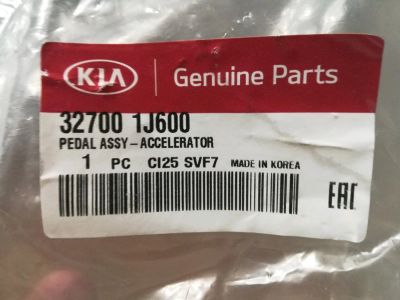 KIA Genuine Parts
32700 1J600
PEDAL ASSY-ACCELERATOR
1 PC CI25 SVF7 MADE IN KOREA
EAC